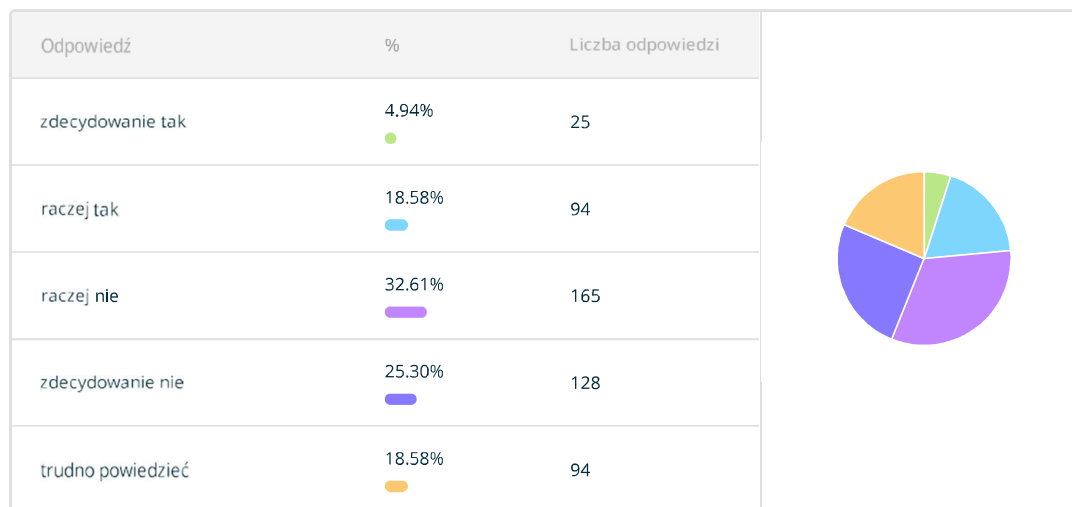 Odpowiedź % Liczba odpowiedzi
zdecydowanie tak 4.94% 25
raczej tak 18.58% 94
raczej nie 32.61% 165
zdecydowanie nie 25.30% 128
trudno powiedzieć 18.58% 94